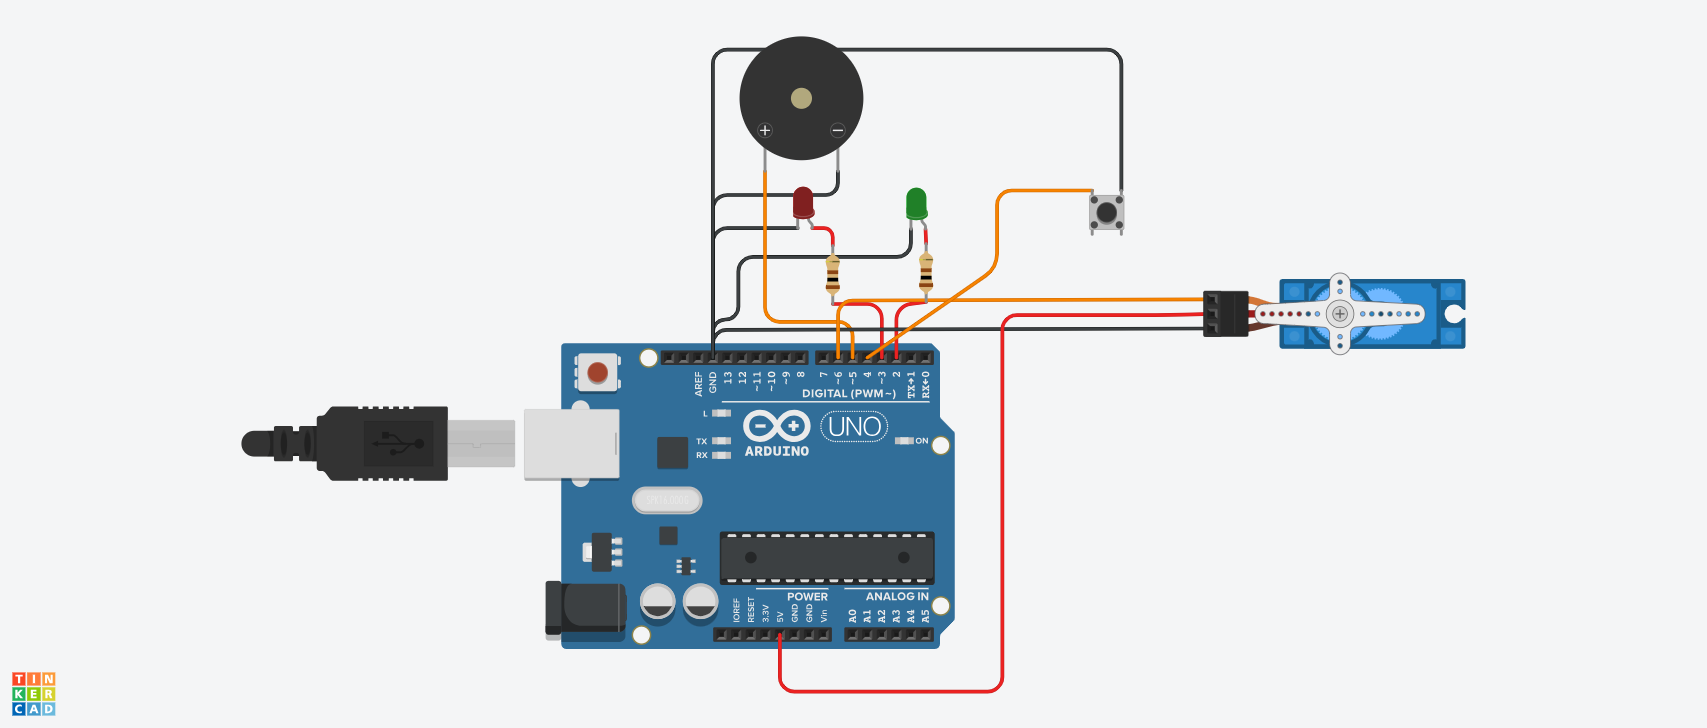 + −
AREF
GND
13
12
~11
~10
~9
8
7
~6
~5
4
~3
2
TX→1
RX←0
DIGITAL (PWM~)
L
TX
RX
- +
UNO
ARDUINO
ON
IOREF
RESET
3.3V
5V
GND
GND
Vin
POWER
ANALOG IN
A0
A1
A2
A3
A4
A5
TIN
KER
CAD